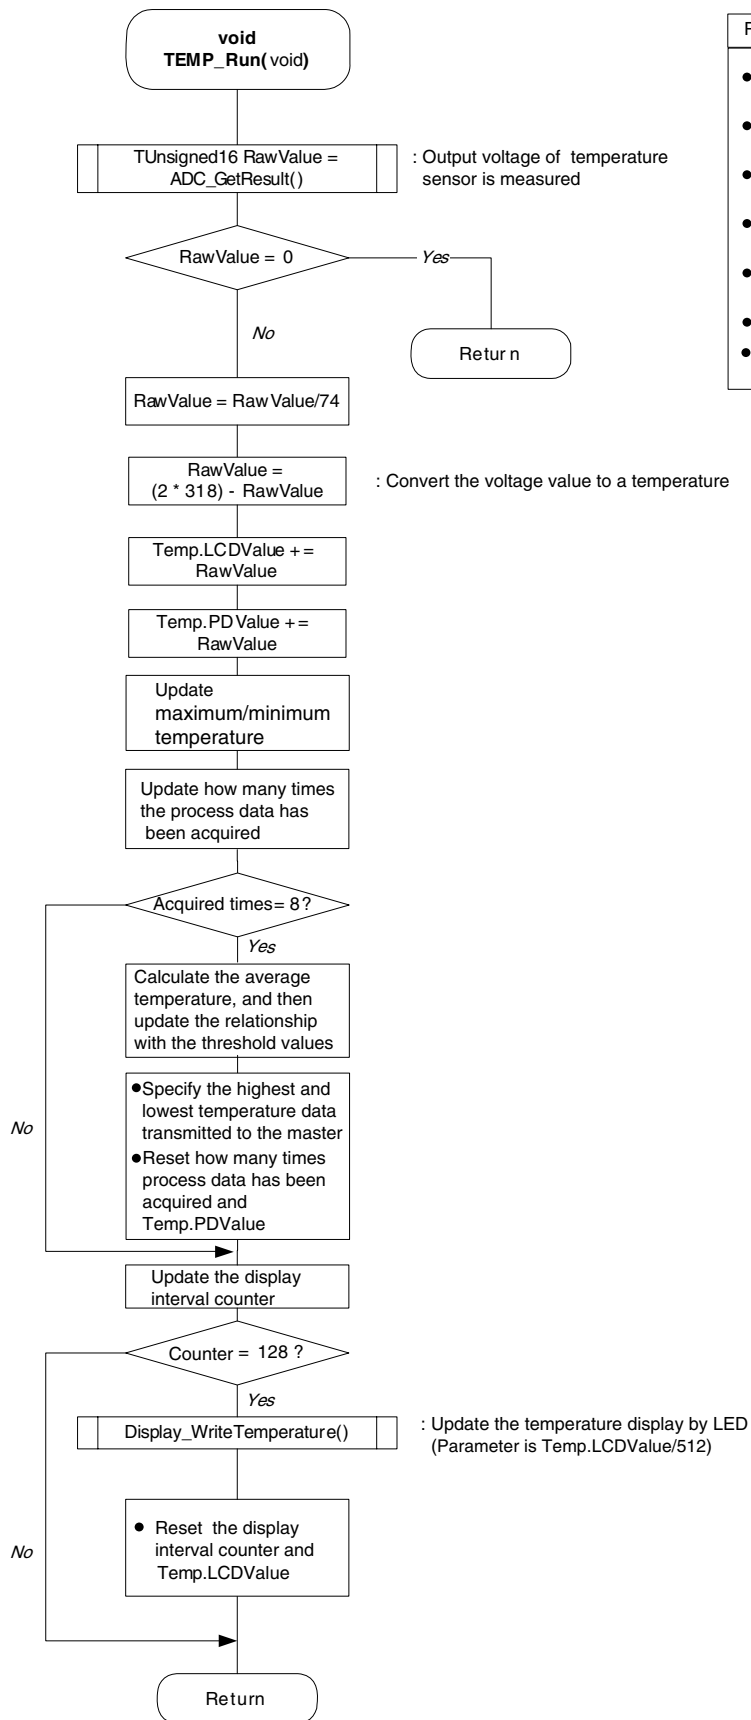 void
TEMP_Run(void)
TUnsigned16 RawValue =
ADC_GetResult()
: Output voltage of temperature
sensor is measured
RawValue = 0
Yes
No
Return
RawValue = RawValue/74
RawValue =
(2 * 318) - RawValue
: Convert the voltage value to a temperature
Temp.LCDValue +=
RawValue
Temp.PDValue +=
RawValue
Update
maximum/minimum
temperature
Update how many times
the process data has
been acquired
Acquired times= 8?
Yes
Calculate the average
temperature, and then
update the relationship
with the threshold values
●Specify the highest and
lowest temperature data
transmitted to the master
●Reset how many times
process data has been
acquired and
Temp.PDValue
No
Update the display
interval counter
Counter = 128 ?
Yes
Display_WriteTemperature()
: Update the temperature display by LED
(Parameter is Temp.LCDValue/512)
● Reset the display
interval counter and
Temp.LCDValue
No
Return